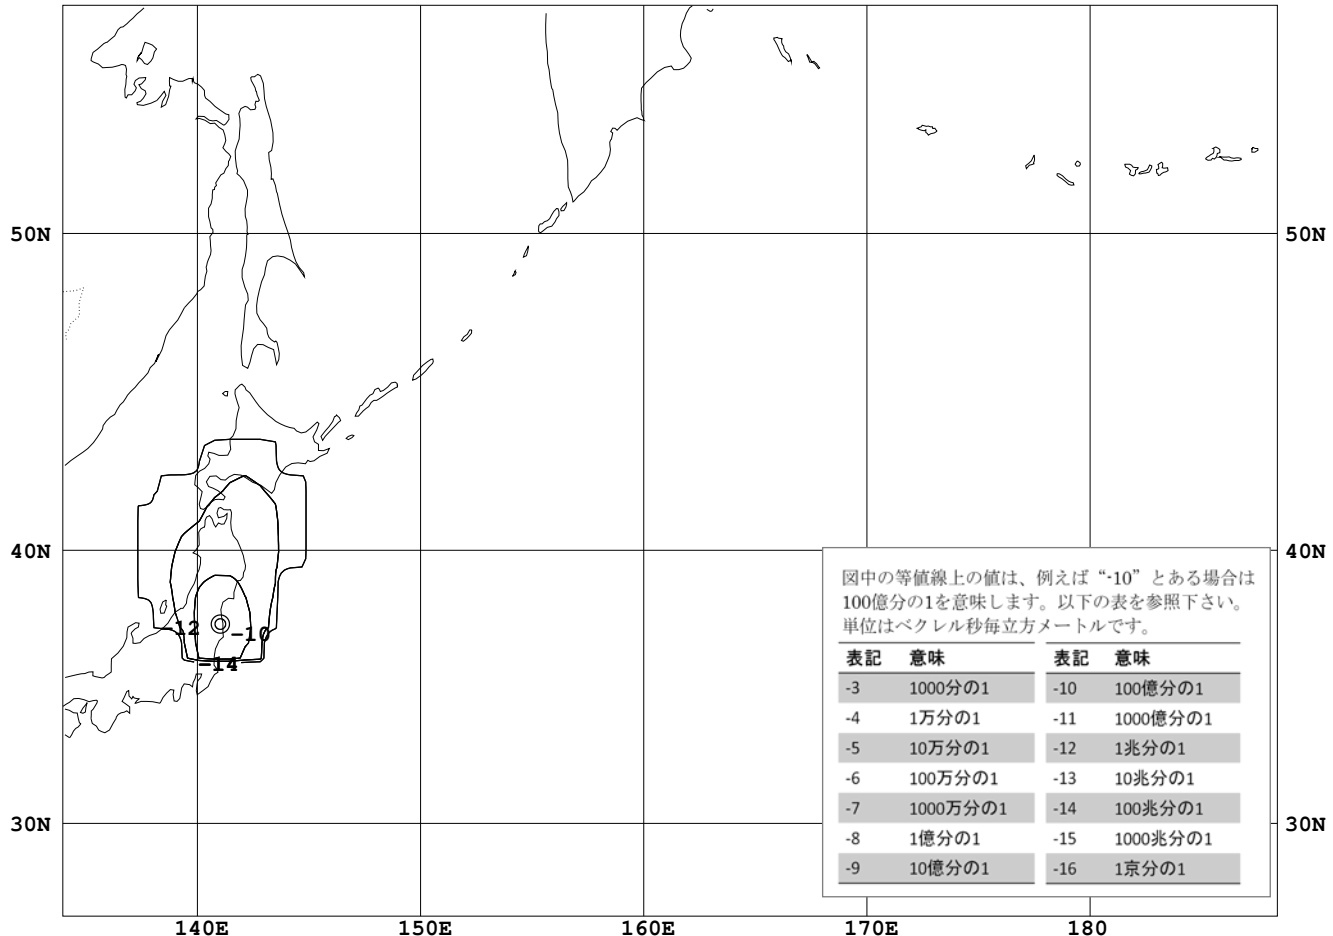 50N 50N
40N 40N
図中の等値線上の値は、例えば“-10”とある場合は
100億分の1を意味します。以下の表を参照下さい。
単位はベクレル秒毎立方メートルです。
-12 -10
-14
表記 意味 表記 意味
-3 1000分の1 -10 100億分の1
-4 1万分の1 -11 1000億分の1
-5 10万分の1 -12 1兆分の1
-6 100万分の1 -13 10兆分の1
-7 1000万分の1 -14 100兆分の1
-8 1億分の1 -15 1000兆分の1
-9 10億分の1 -16 1京分の1
30N 30N
140E 150E 160E 170E 180